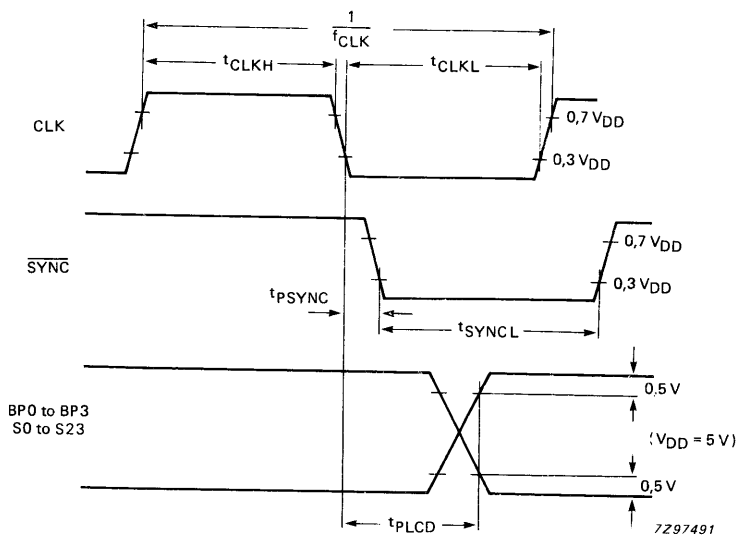 1
fCLK
tCLKH
tCLKL
CLK
0,7 VDD
0,3 VDD
SYNC
0,7 VDD
0,3 VDD
tPSYNC
tSYNCL
BP0 to BP3
S0 to S23
0,5 V
(VDD = 5 V)
0,5 V
tPLCD
7Z97491